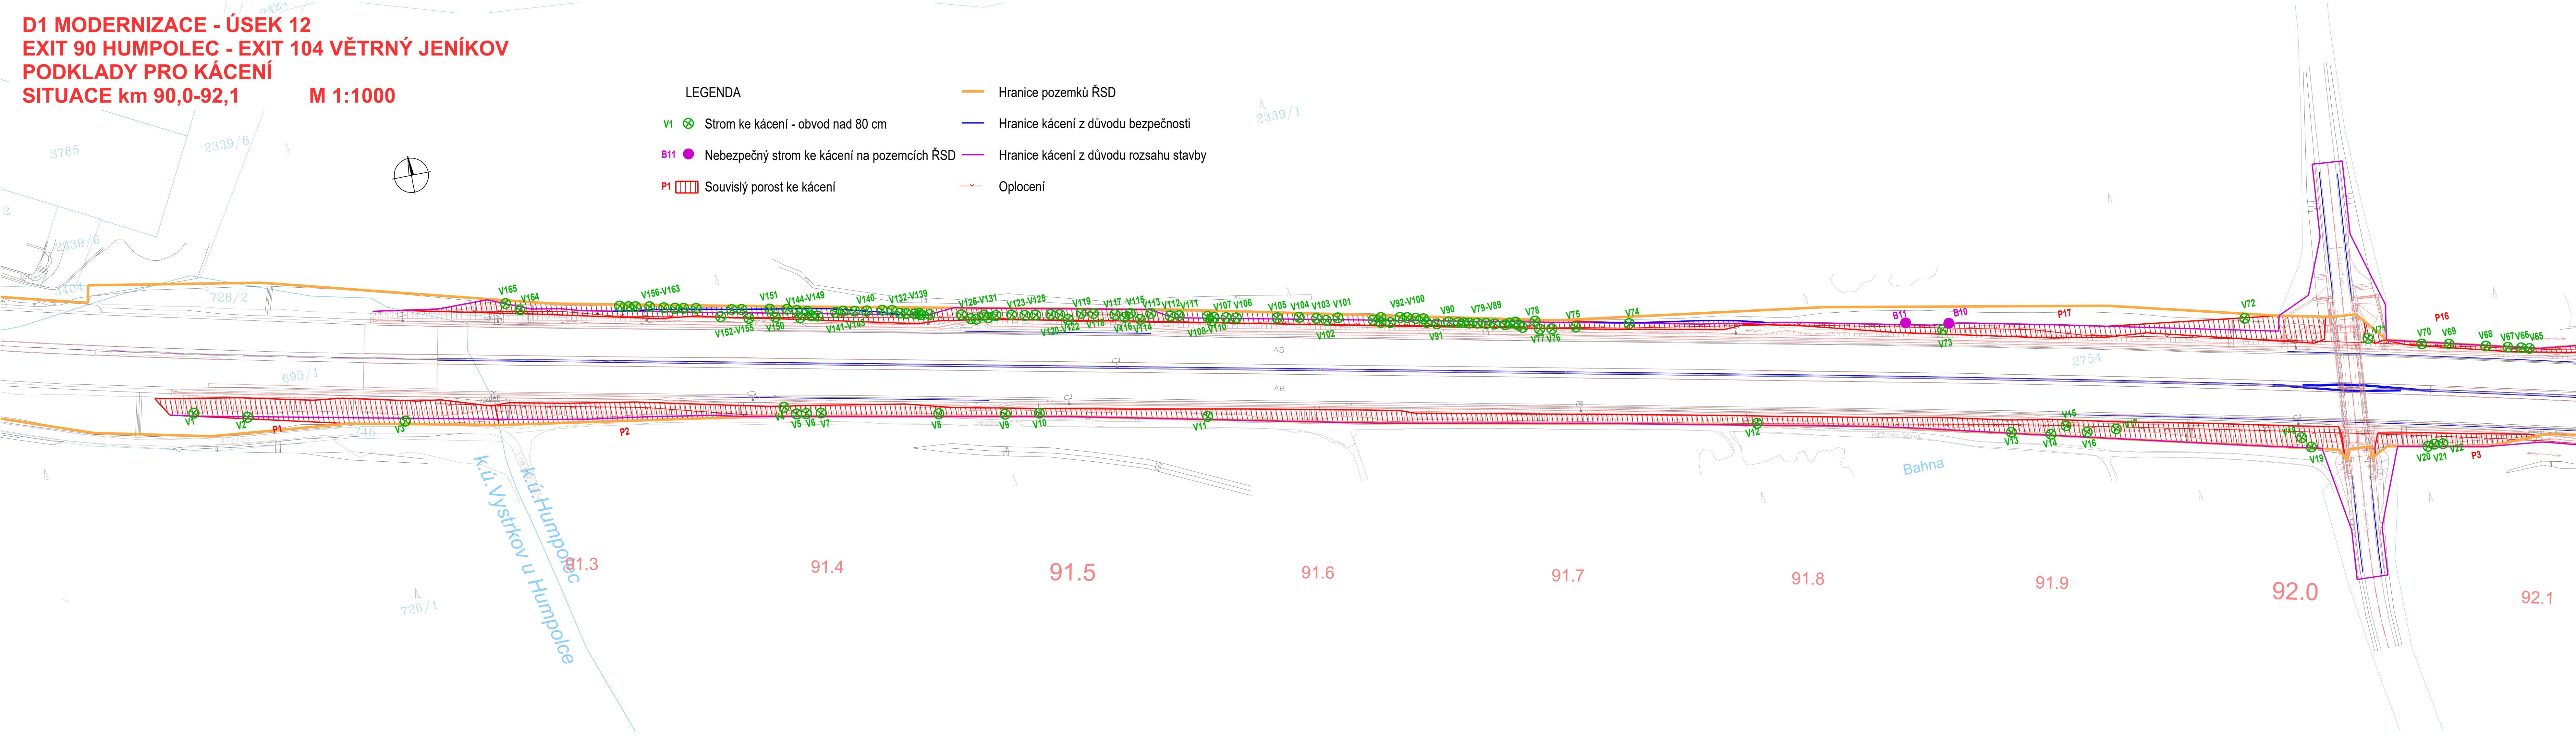 D1 MODERNIZACE - ÚSEK 12
EXIT 90 HUMPOLEC - EXIT 104 VĚTRNÝ JENÍKOV
PODKLADY PRO KÁCENÍ
SITUACE km 90,0-92,1 M 1:1000
LEGENDA
V1 Strom ke kácení - obvod nad 80 cm
B11 Nebezpečný strom ke kácení na pozemcích ŘSD
P1 Souvislý porost ke kácení
Hranice pozemků ŘSD
Hranice kácení z důvodu bezpečnosti
Hranice kácení z důvodu rozsahu stavby
Oplocení
3785
2339/8
2339/1
2
2339/6
3404
726/2
V165
V164
V156-V163
V151
V144-V149
V140
V132-V139
V126-V131
V123-V125
V119
V117
V115
V113
V112
V111
V107
V106
V105
V104
V103
V101
V92-V100
V90
V79-V89
V78
V75
V74
B11
B10
P17
V72
V71
P16
V70
V69
V68
V67
V66
V65
V152-V155
V150
V141-V143
V120-V122
V118
V116
V114
V108-V110
V102
V91
V77
V76
V73
A8
2754
695/1
A8
V1
V2
P1
746
V3
P2
V4
V5
V6
V7
V8
V9
V10
V11
V12
V13
V14
V15
V16
V17
V18
V19
V20
V21
V22
P3
Bahna
k.ú.Vystrkov u Humpolce
k.ú.Humpolec
726/1
91.3
91.4
91.5
91.6
91.7
91.8
91.9
92.0
92.1